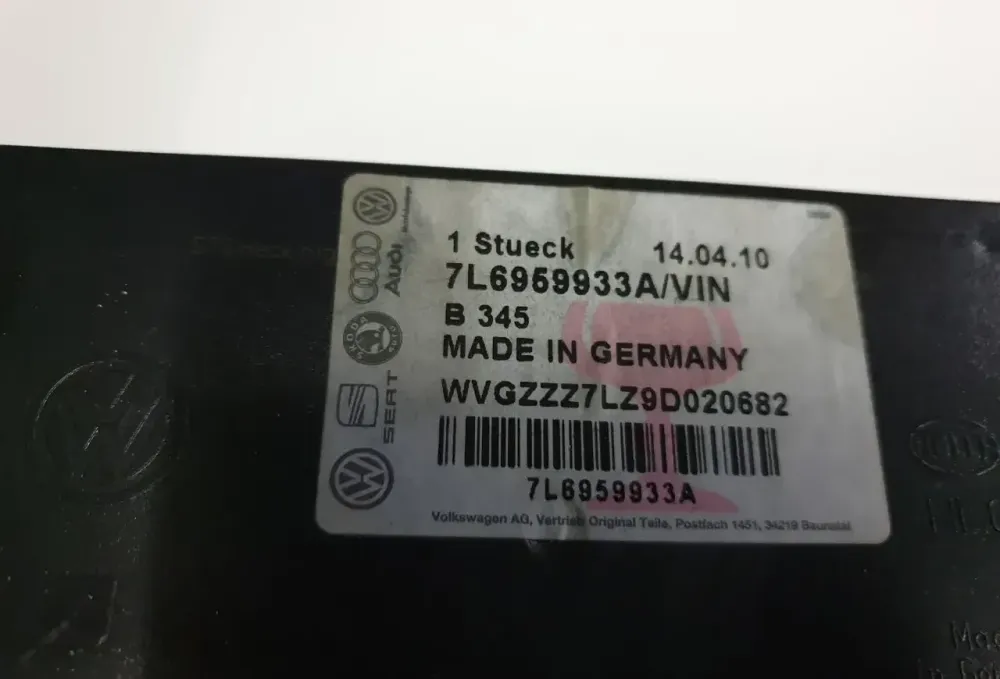 1 Stueck 14.04.10
7L6959933A/VIN
B 345
MADE IN GERMANY
WVGZZZ7LZ9D020682
7L6959933A
Volkswagen AG, Vertrieb Original Teile, Postfach 1451, 34219 Baunatal
Audi
SKODA
SEAT